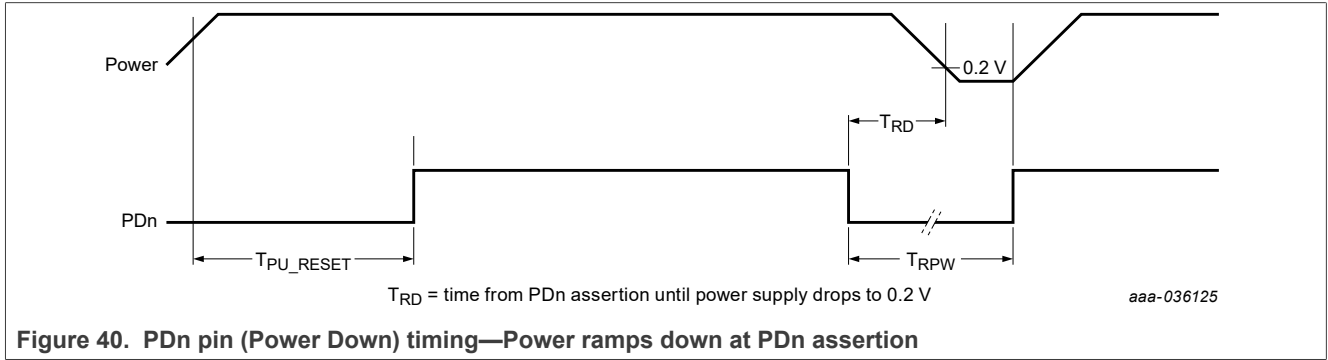 Power
0.2 V
TRD
PDn
TPU_RESET
TRPW
TRD = time from PDn assertion until power supply drops to 0.2 V
aaa-036125
Figure 40. PDn pin (Power Down) timing—Power ramps down at PDn assertion